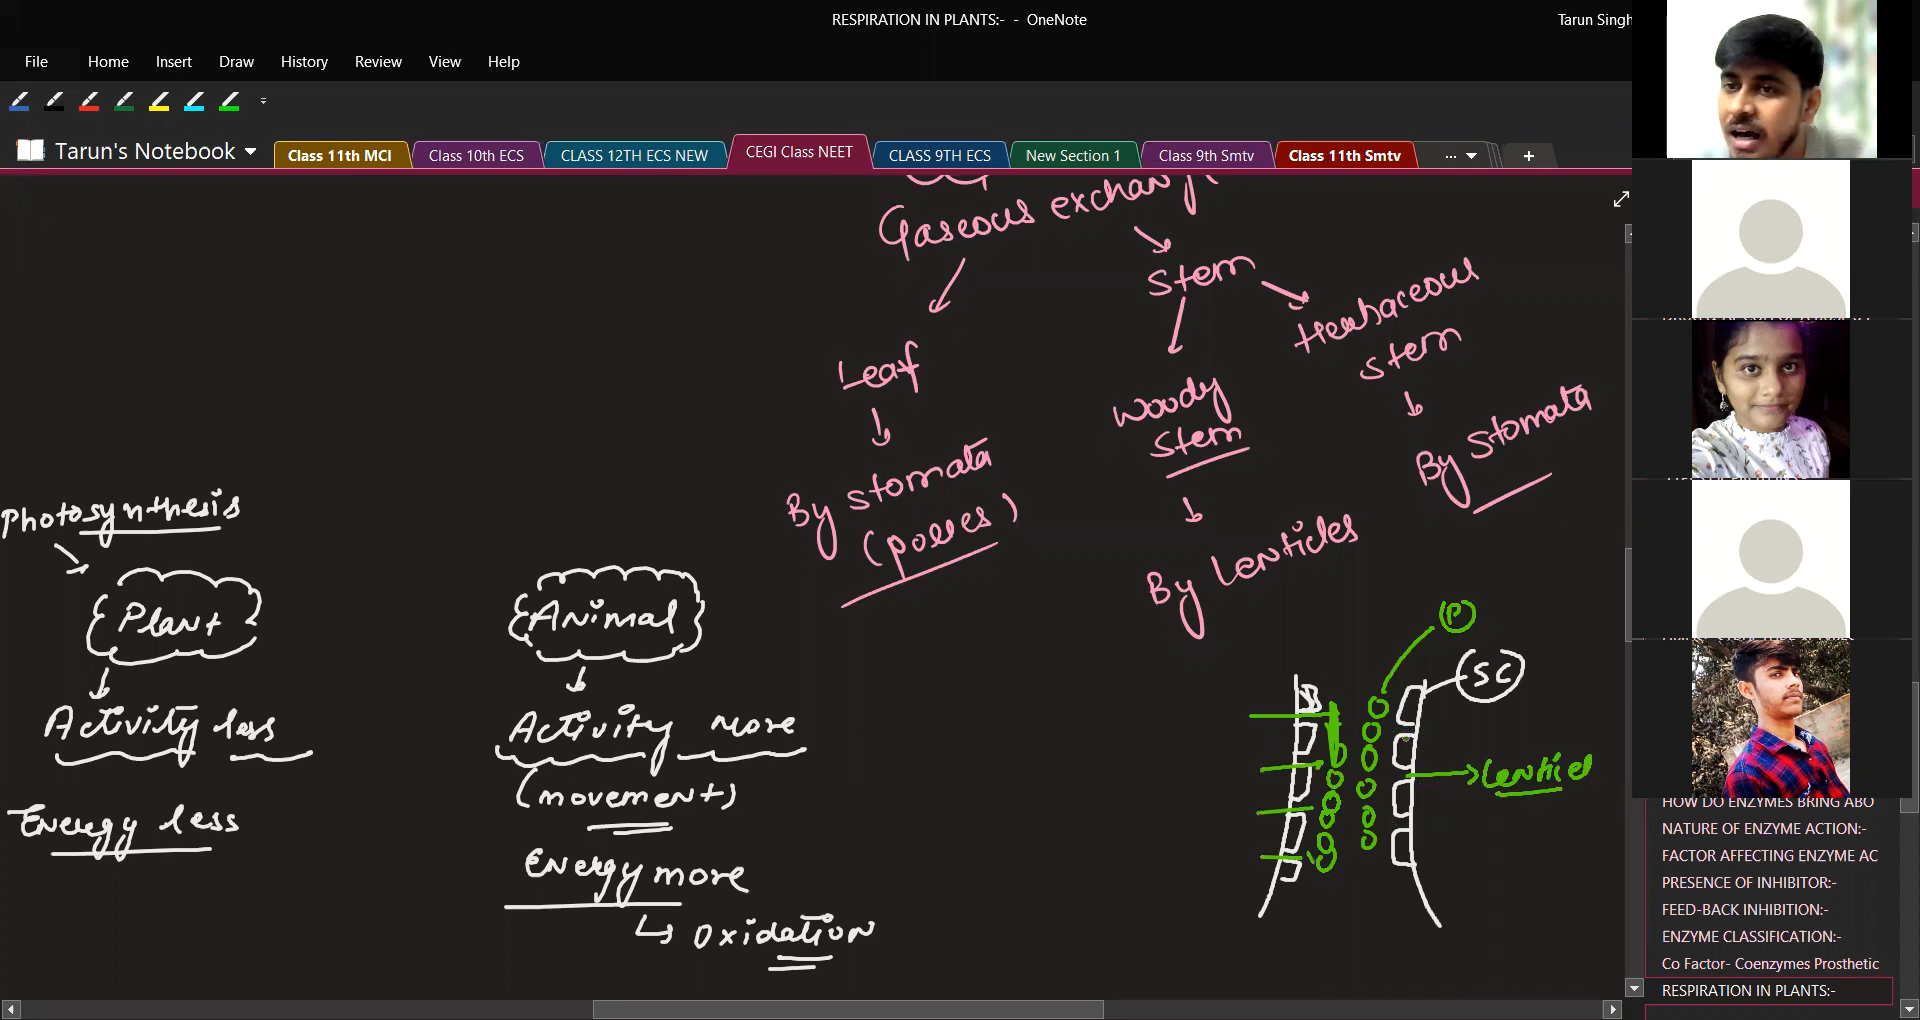 RESPIRATION IN PLANTS:- - OneNote
Tarun Singh
File Home Insert Draw History Review View Help
Tarun's Notebook
Class 11th MCI
Class 10th ECS
CLASS 12TH ECS NEW
CEGI Class NEET
CLASS 9TH ECS
New Section 1
Class 9th Smtv
Class 11th Smtv
...
+
Gaseous exchang
Leaf
By stomata
(pores)
Stem
Woody
Stem
By Lenticles
Herbaceous
Stem
By Stomata
Photosynthesis
Plant
Activity less
Energy less
Animal
Activity more
(movement)
Energy more
Oxidation
P
SC
Lenticel
HOW DO ENZYMES BRING ABO
NATURE OF ENZYME ACTION:-
FACTOR AFFECTING ENZYME AC
PRESENCE OF INHIBITOR:-
FEED-BACK INHIBITION:-
ENZYME CLASSIFICATION:-
Co Factor- Coenzymes Prosthetic
RESPIRATION IN PLANTS:-